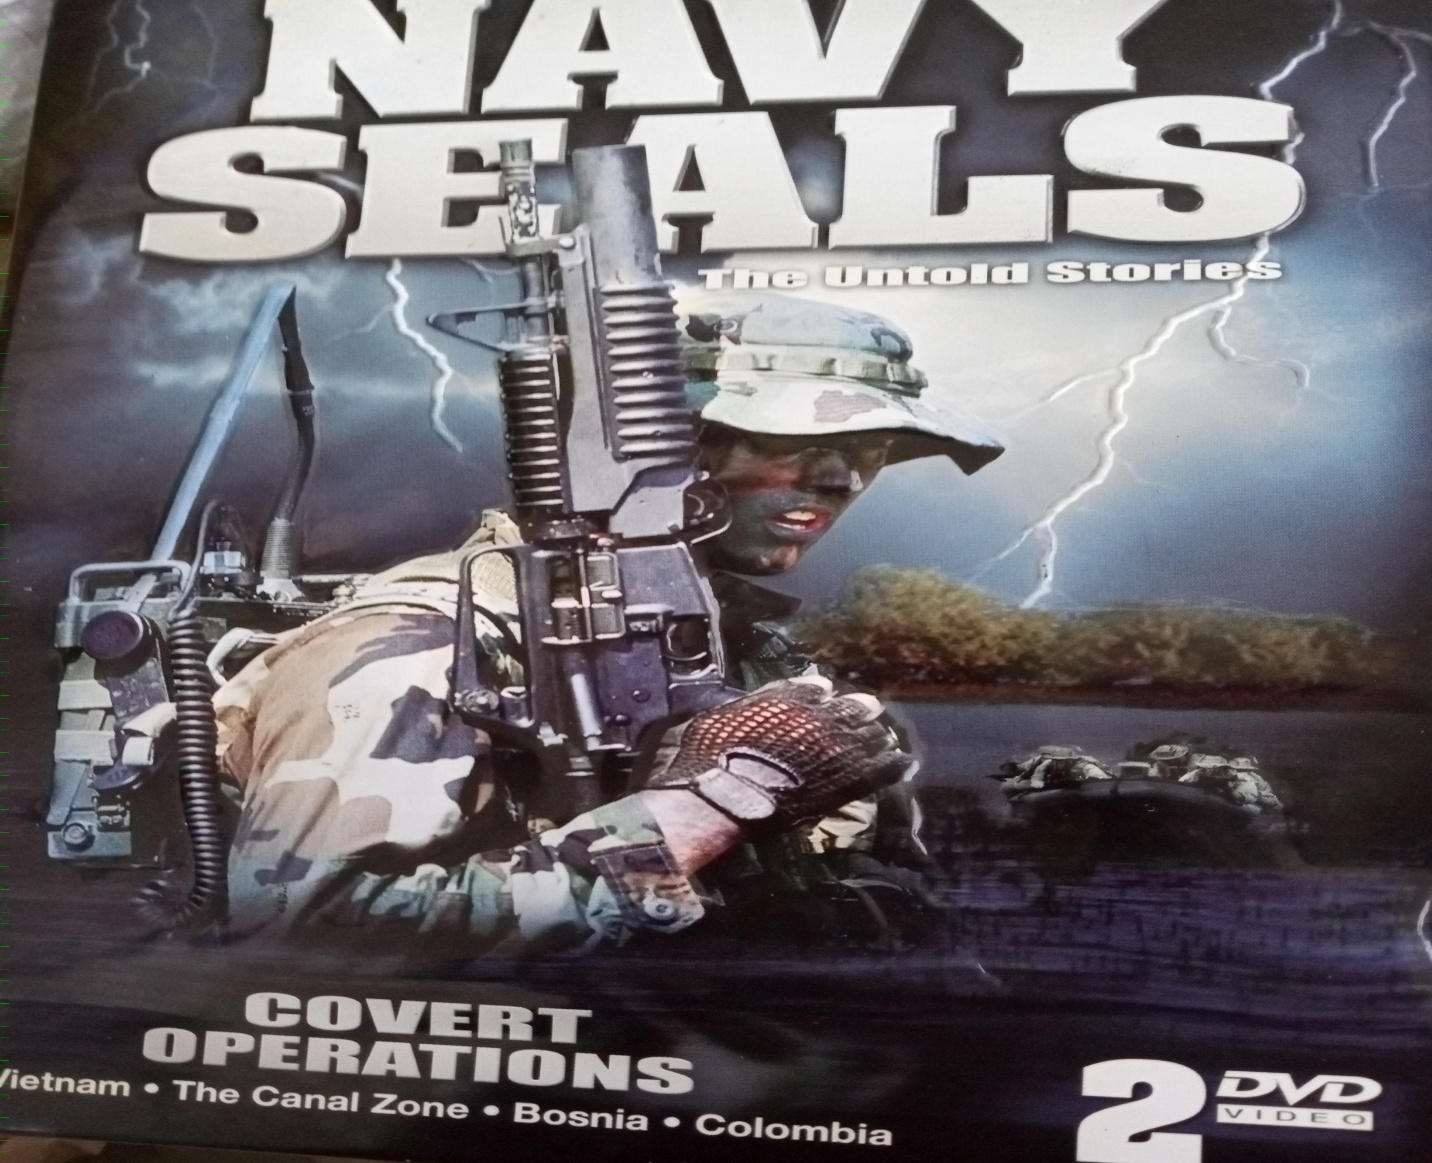 NAVY
SEALS
The Untold Stories
COVERT
OPERATIONS
Vietnam • The Canal Zone • Bosnia • Colombia
2 DVD
VIDEO